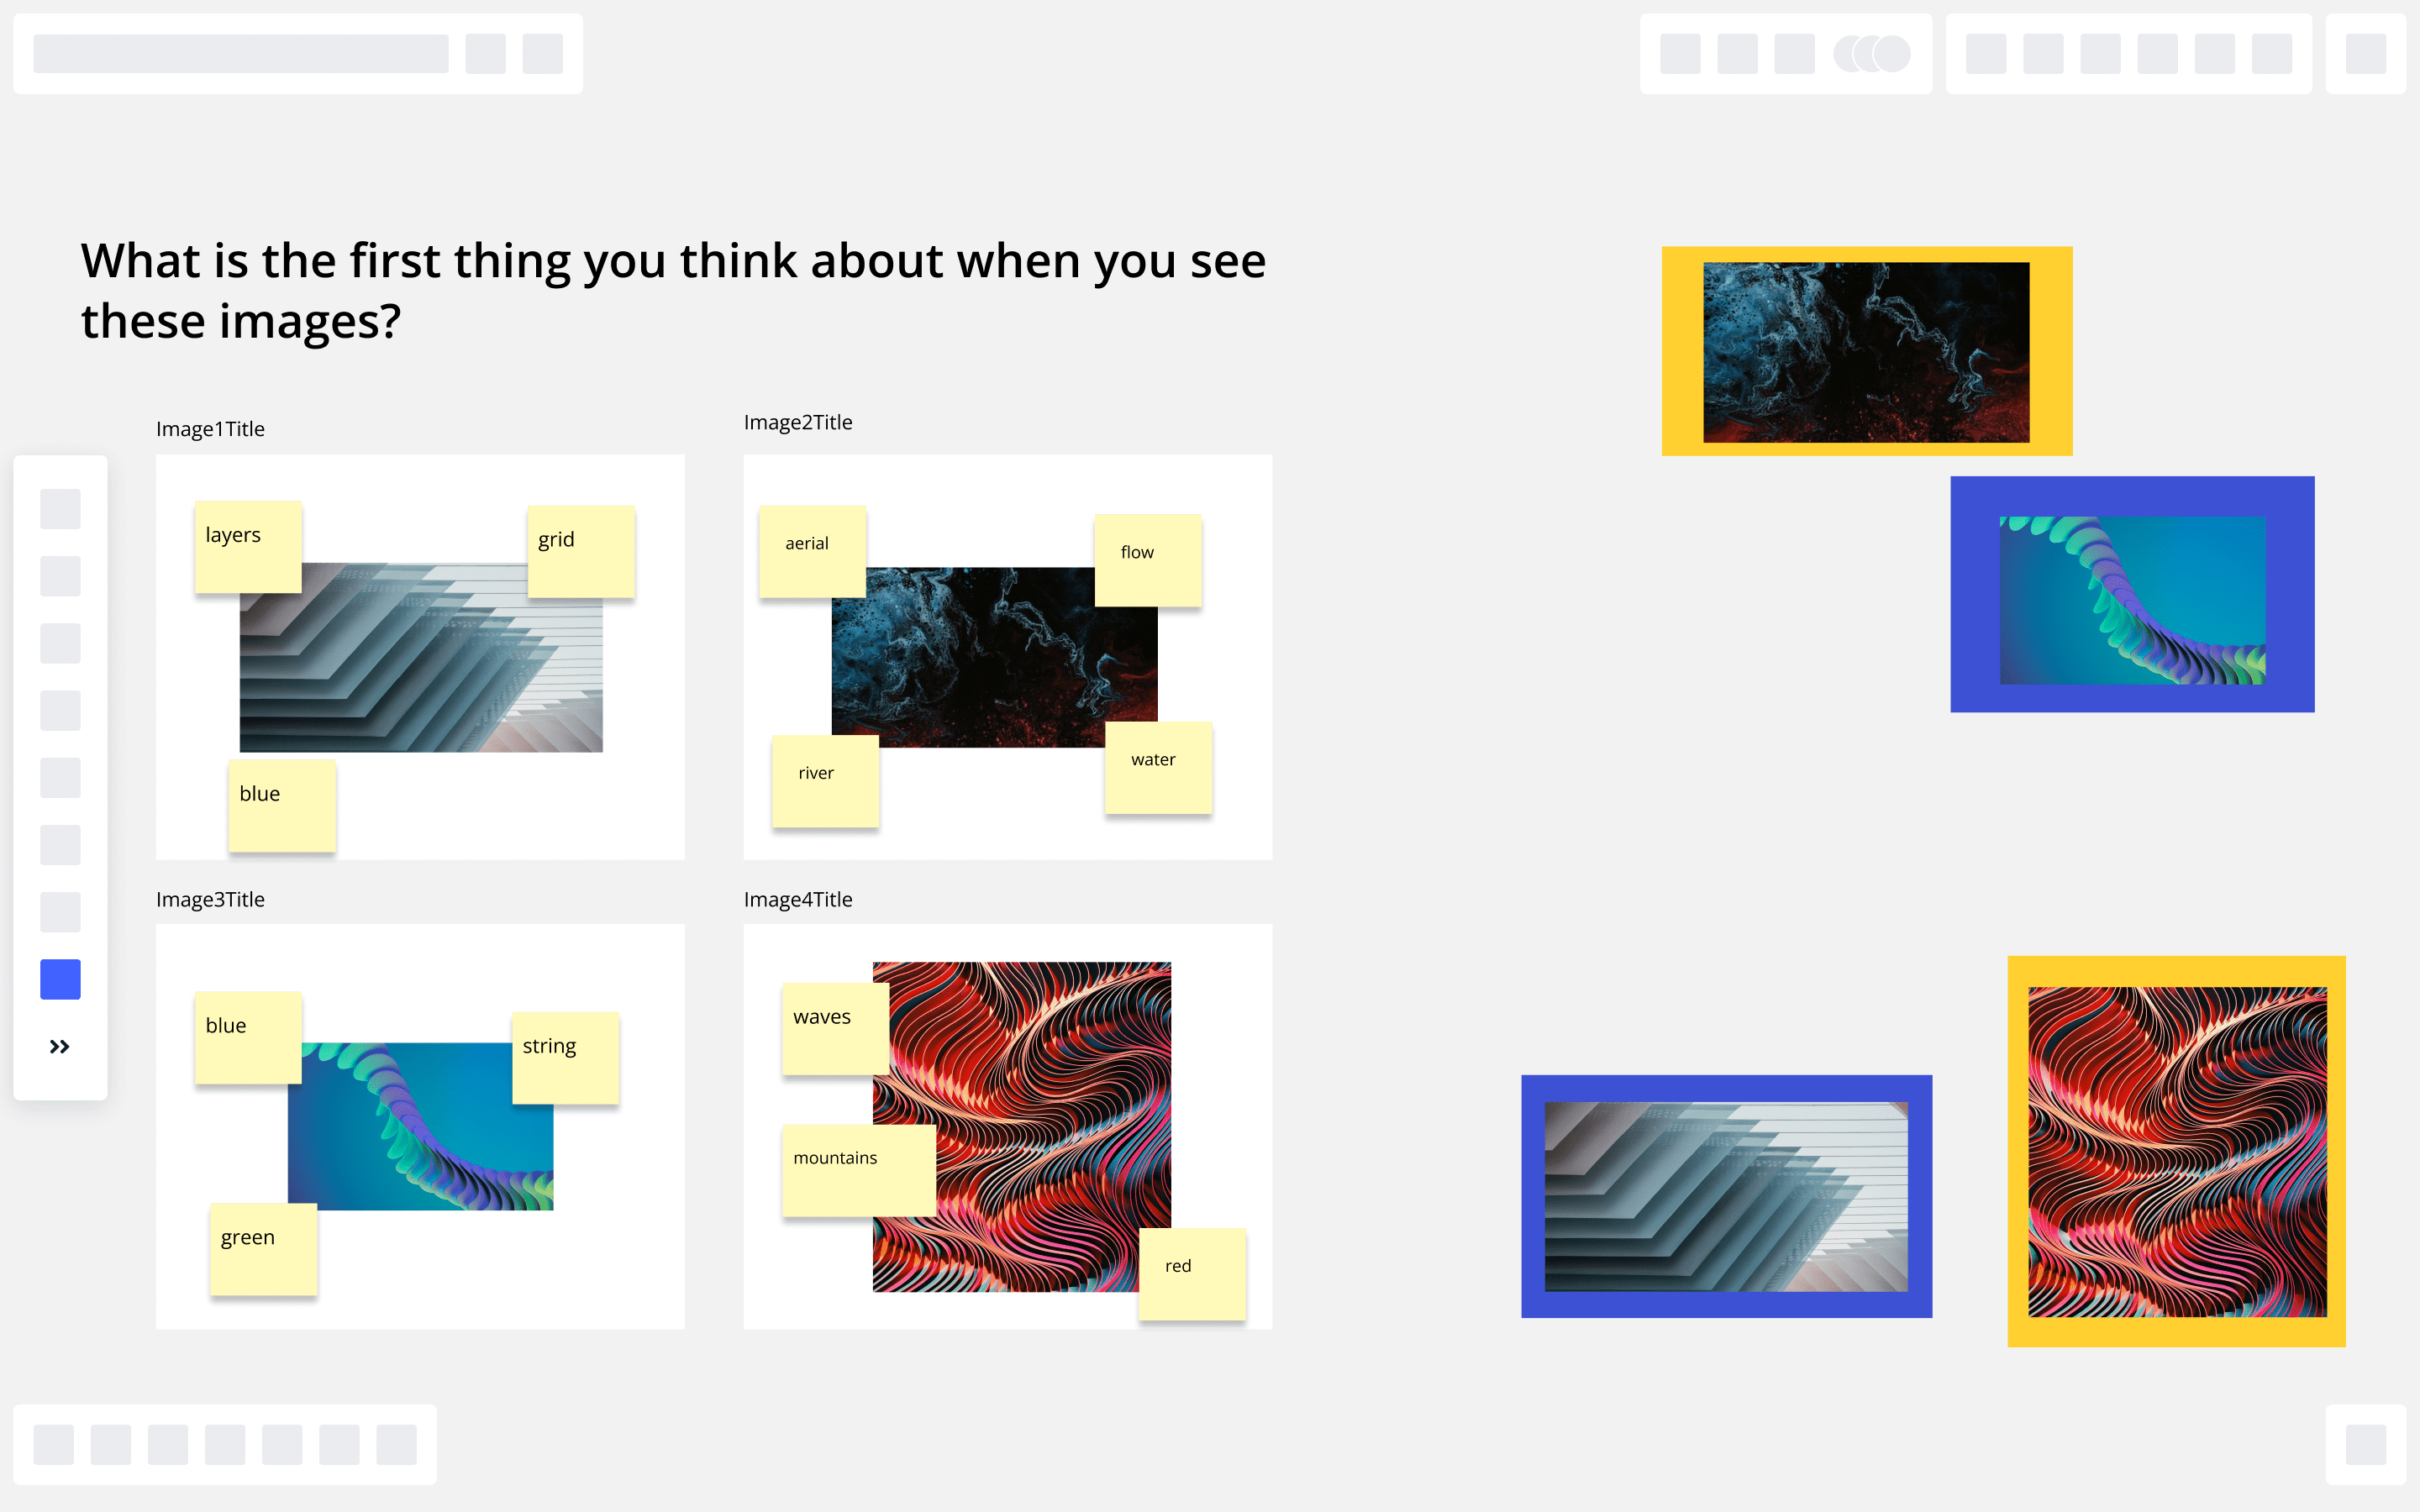 What is the first thing you think about when you see
these images?
Image1Title
layers
grid
blue
Image2Title
aerial
flow
river
water
Image3Title
blue
string
green
Image4Title
waves
mountains
red